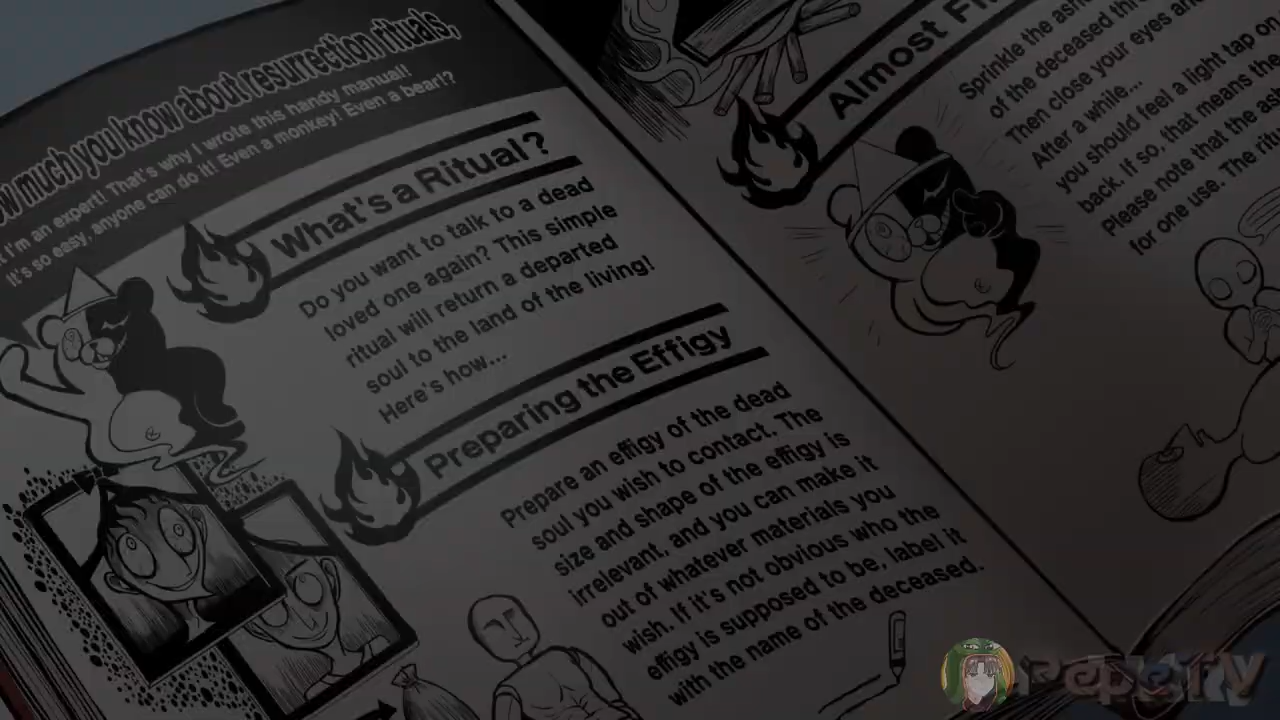 ow much you know about resurrection rituals,
t I'm an expert! That's why I wrote this handy manual!
It's so easy, anyone can do it! Even a monkey! Even a bear!?
What's a Ritual?
Do you want to talk to a dead
loved one again? This simple
ritual will return a departed
soul to the land of the living!
Here's how...
Preparing the Effigy
Prepare an effigy of the dead
soul you wish to contact. The
size and shape of the effigy is
irrelevant, and you can make it
out of whatever materials you
wish. If it's not obvious who the
effigy is supposed to be, label it
with the name of the deceased.
Almost Fi
Sprinkle the ashe
of the deceased thr
Then close your eyes an
After a while...
you should feel a light tap on
back. If so, that means the
Please note that the ash
for one use. The ritu